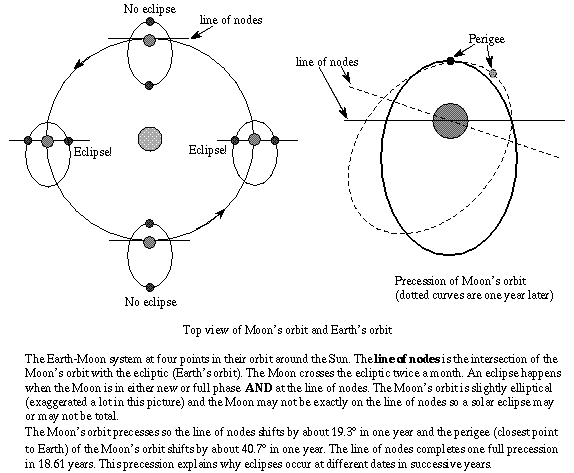 No eclipse
line of nodes
Perigee
line of nodes
Eclipse!
Eclipse!
No eclipse
Precession of Moon's orbit
(dotted curves are one year later)
Top view of Moon's orbit and Earth's orbit
The Earth-Moon system at four points in their orbit around the Sun. The line of nodes is the intersection of the
Moon's orbit with the ecliptic (Earth's orbit). The Moon crosses the ecliptic twice a month. An eclipse happens
when the Moon is in either new or full phase AND at the line of nodes. The Moon's orbit is slightly elliptical
(exaggerated a lot in this picture) and the Moon may not be exactly on the line of nodes so a solar eclipse may
or may not be total.
The Moon's orbit precesses so the line of nodes shifts by about 19.3° in one year and the perigee (closest point
to Earth) of the Moon's orbit shifts by about 40.7° in one year. The line of nodes completes one full precession
in 18.61 years. This precession explains why eclipses occur at different dates in successive years.